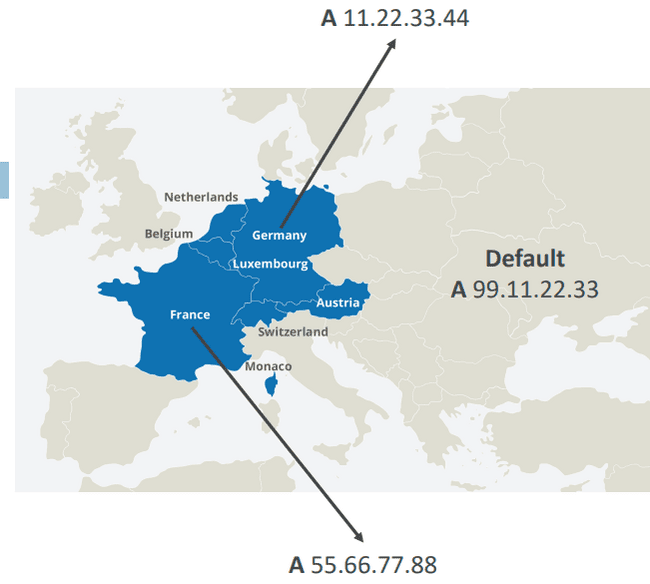 A 11.22.33.44
Netherlands
Belgium
Germany
Luxembourg
Default
A 99.11.22.33
Austria
France
Switzerland
Monaco
A 55.66.77.88